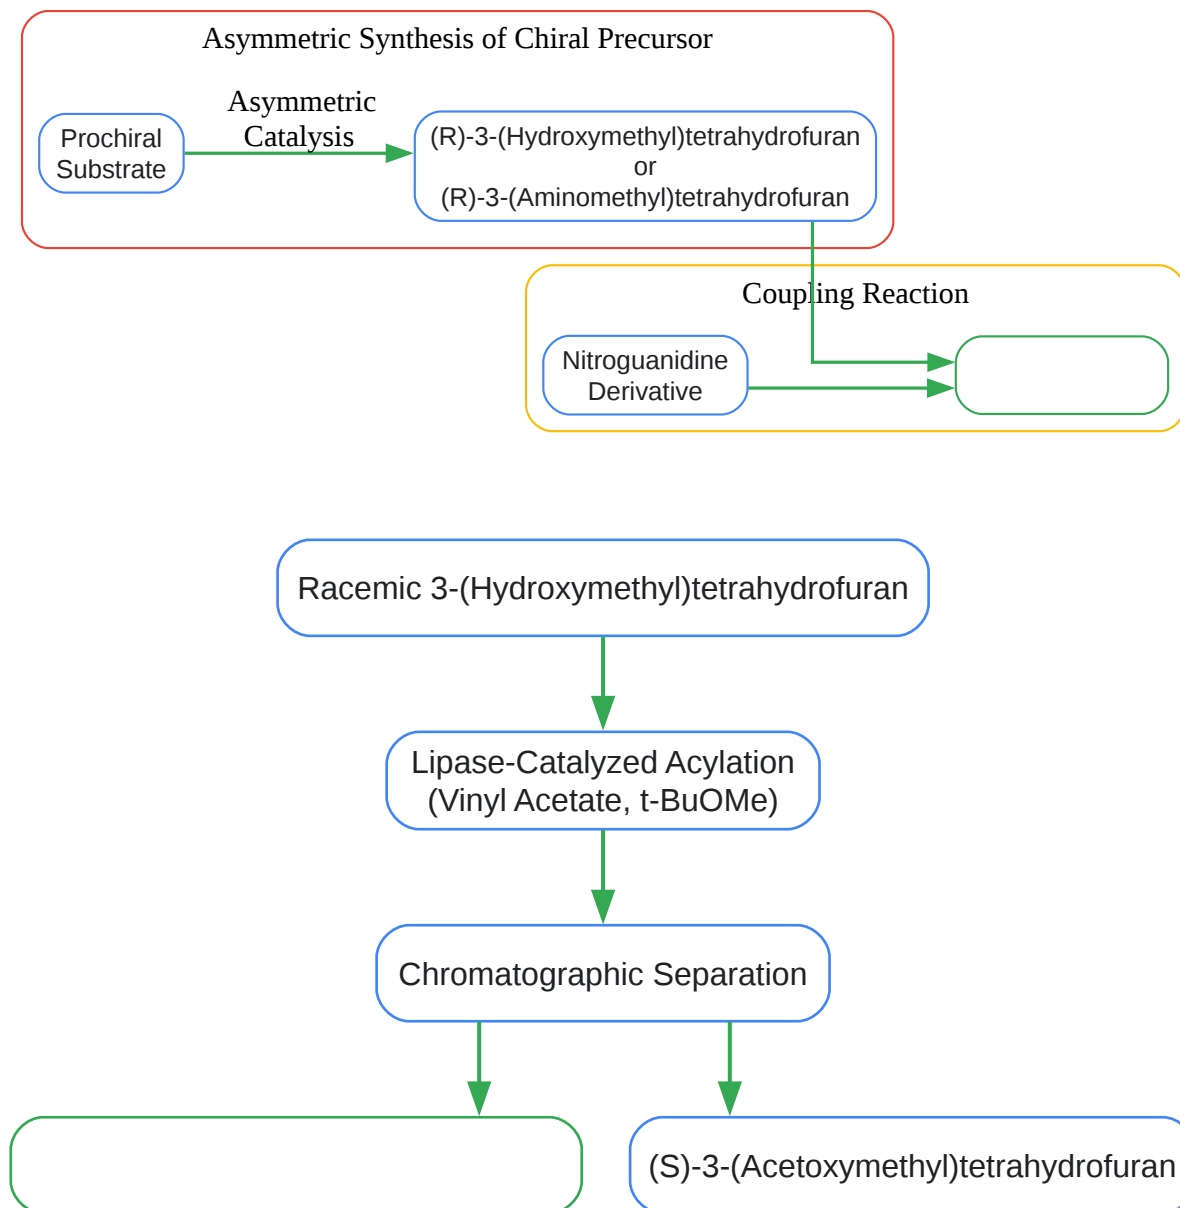 Asymmetric Synthesis of Chiral Precursor
Asymmetric
Catalysis
Prochiral
Substrate
(R)-3-(Hydroxymethyl)tetrahydrofuran
or
(R)-3-(Aminomethyl)tetrahydrofuran
Coupling Reaction
Nitroguanidine
Derivative
Racemic 3-(Hydroxymethyl)tetrahydrofuran
Lipase-Catalyzed Acylation
(Vinyl Acetate, t-BuOMe)
Chromatographic Separation
(S)-3-(Acetoxymethyl)tetrahydrofuran